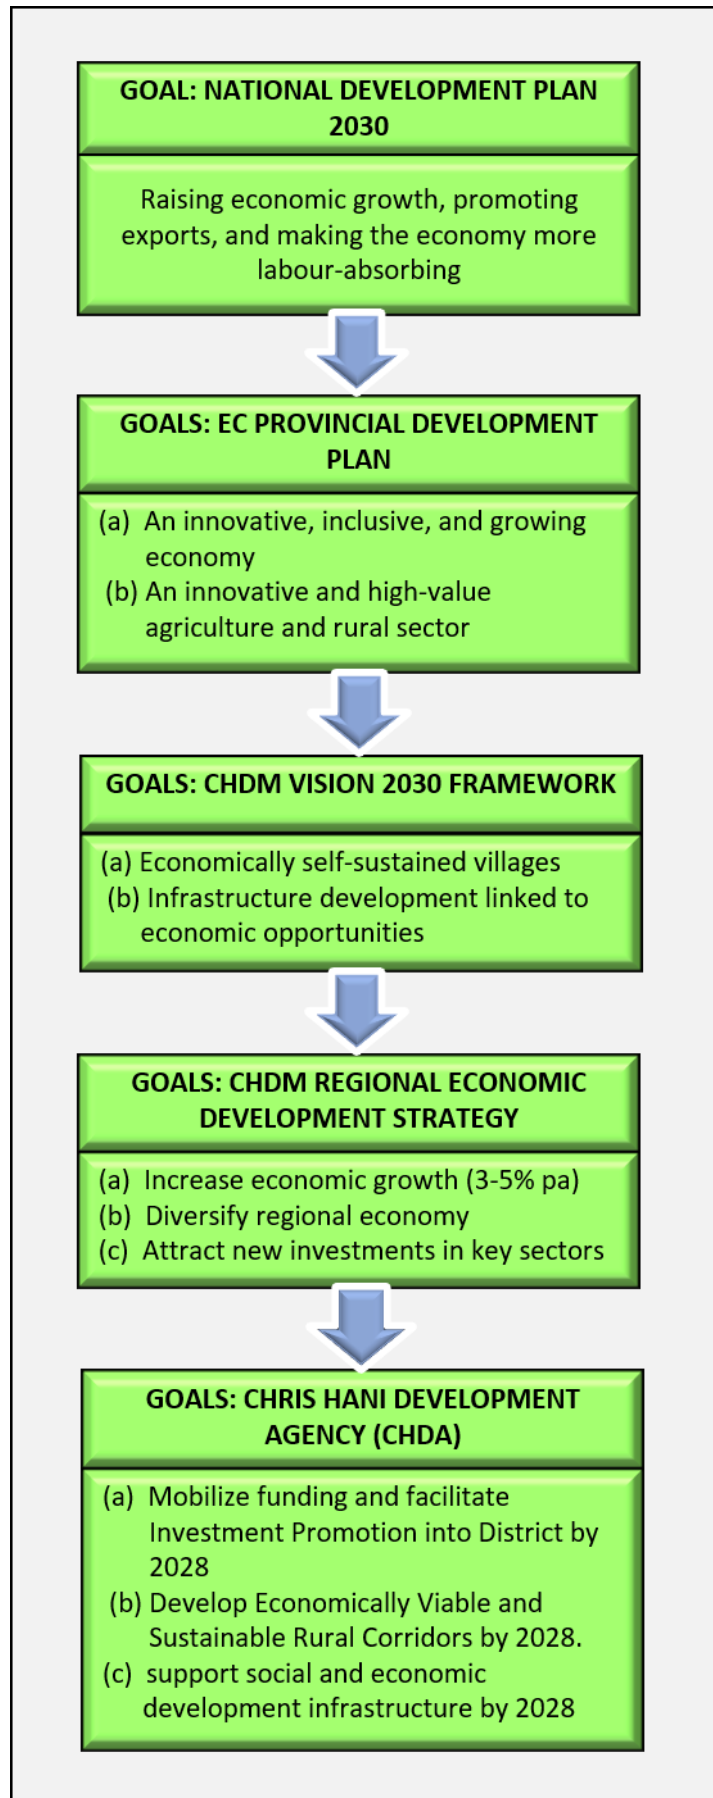 GOAL: NATIONAL DEVELOPMENT PLAN
2030
Raising economic growth, promoting
exports, and making the economy more
labour-absorbing
GOALS: EC PROVINCIAL DEVELOPMENT
PLAN
(a) An innovative, inclusive, and growing
economy
(b) An innovative and high-value
agriculture and rural sector
GOALS: CHDM VISION 2030 FRAMEWORK
(a) Economically self-sustained villages
(b) Infrastructure development linked to
economic opportunities
GOALS: CHDM REGIONAL ECONOMIC
DEVELOPMENT STRATEGY
(a) Increase economic growth (3-5% pa)
(b) Diversify regional economy
(c) Attract new investments in key sectors
GOALS: CHRIS HANI DEVELOPMENT
AGENCY (CHDA)
(a) Mobilize funding and facilitate
Investment Promotion into District by
2028
(b) Develop Economically Viable and
Sustainable Rural Corridors by 2028.
(c) support social and economic
development infrastructure by 2028